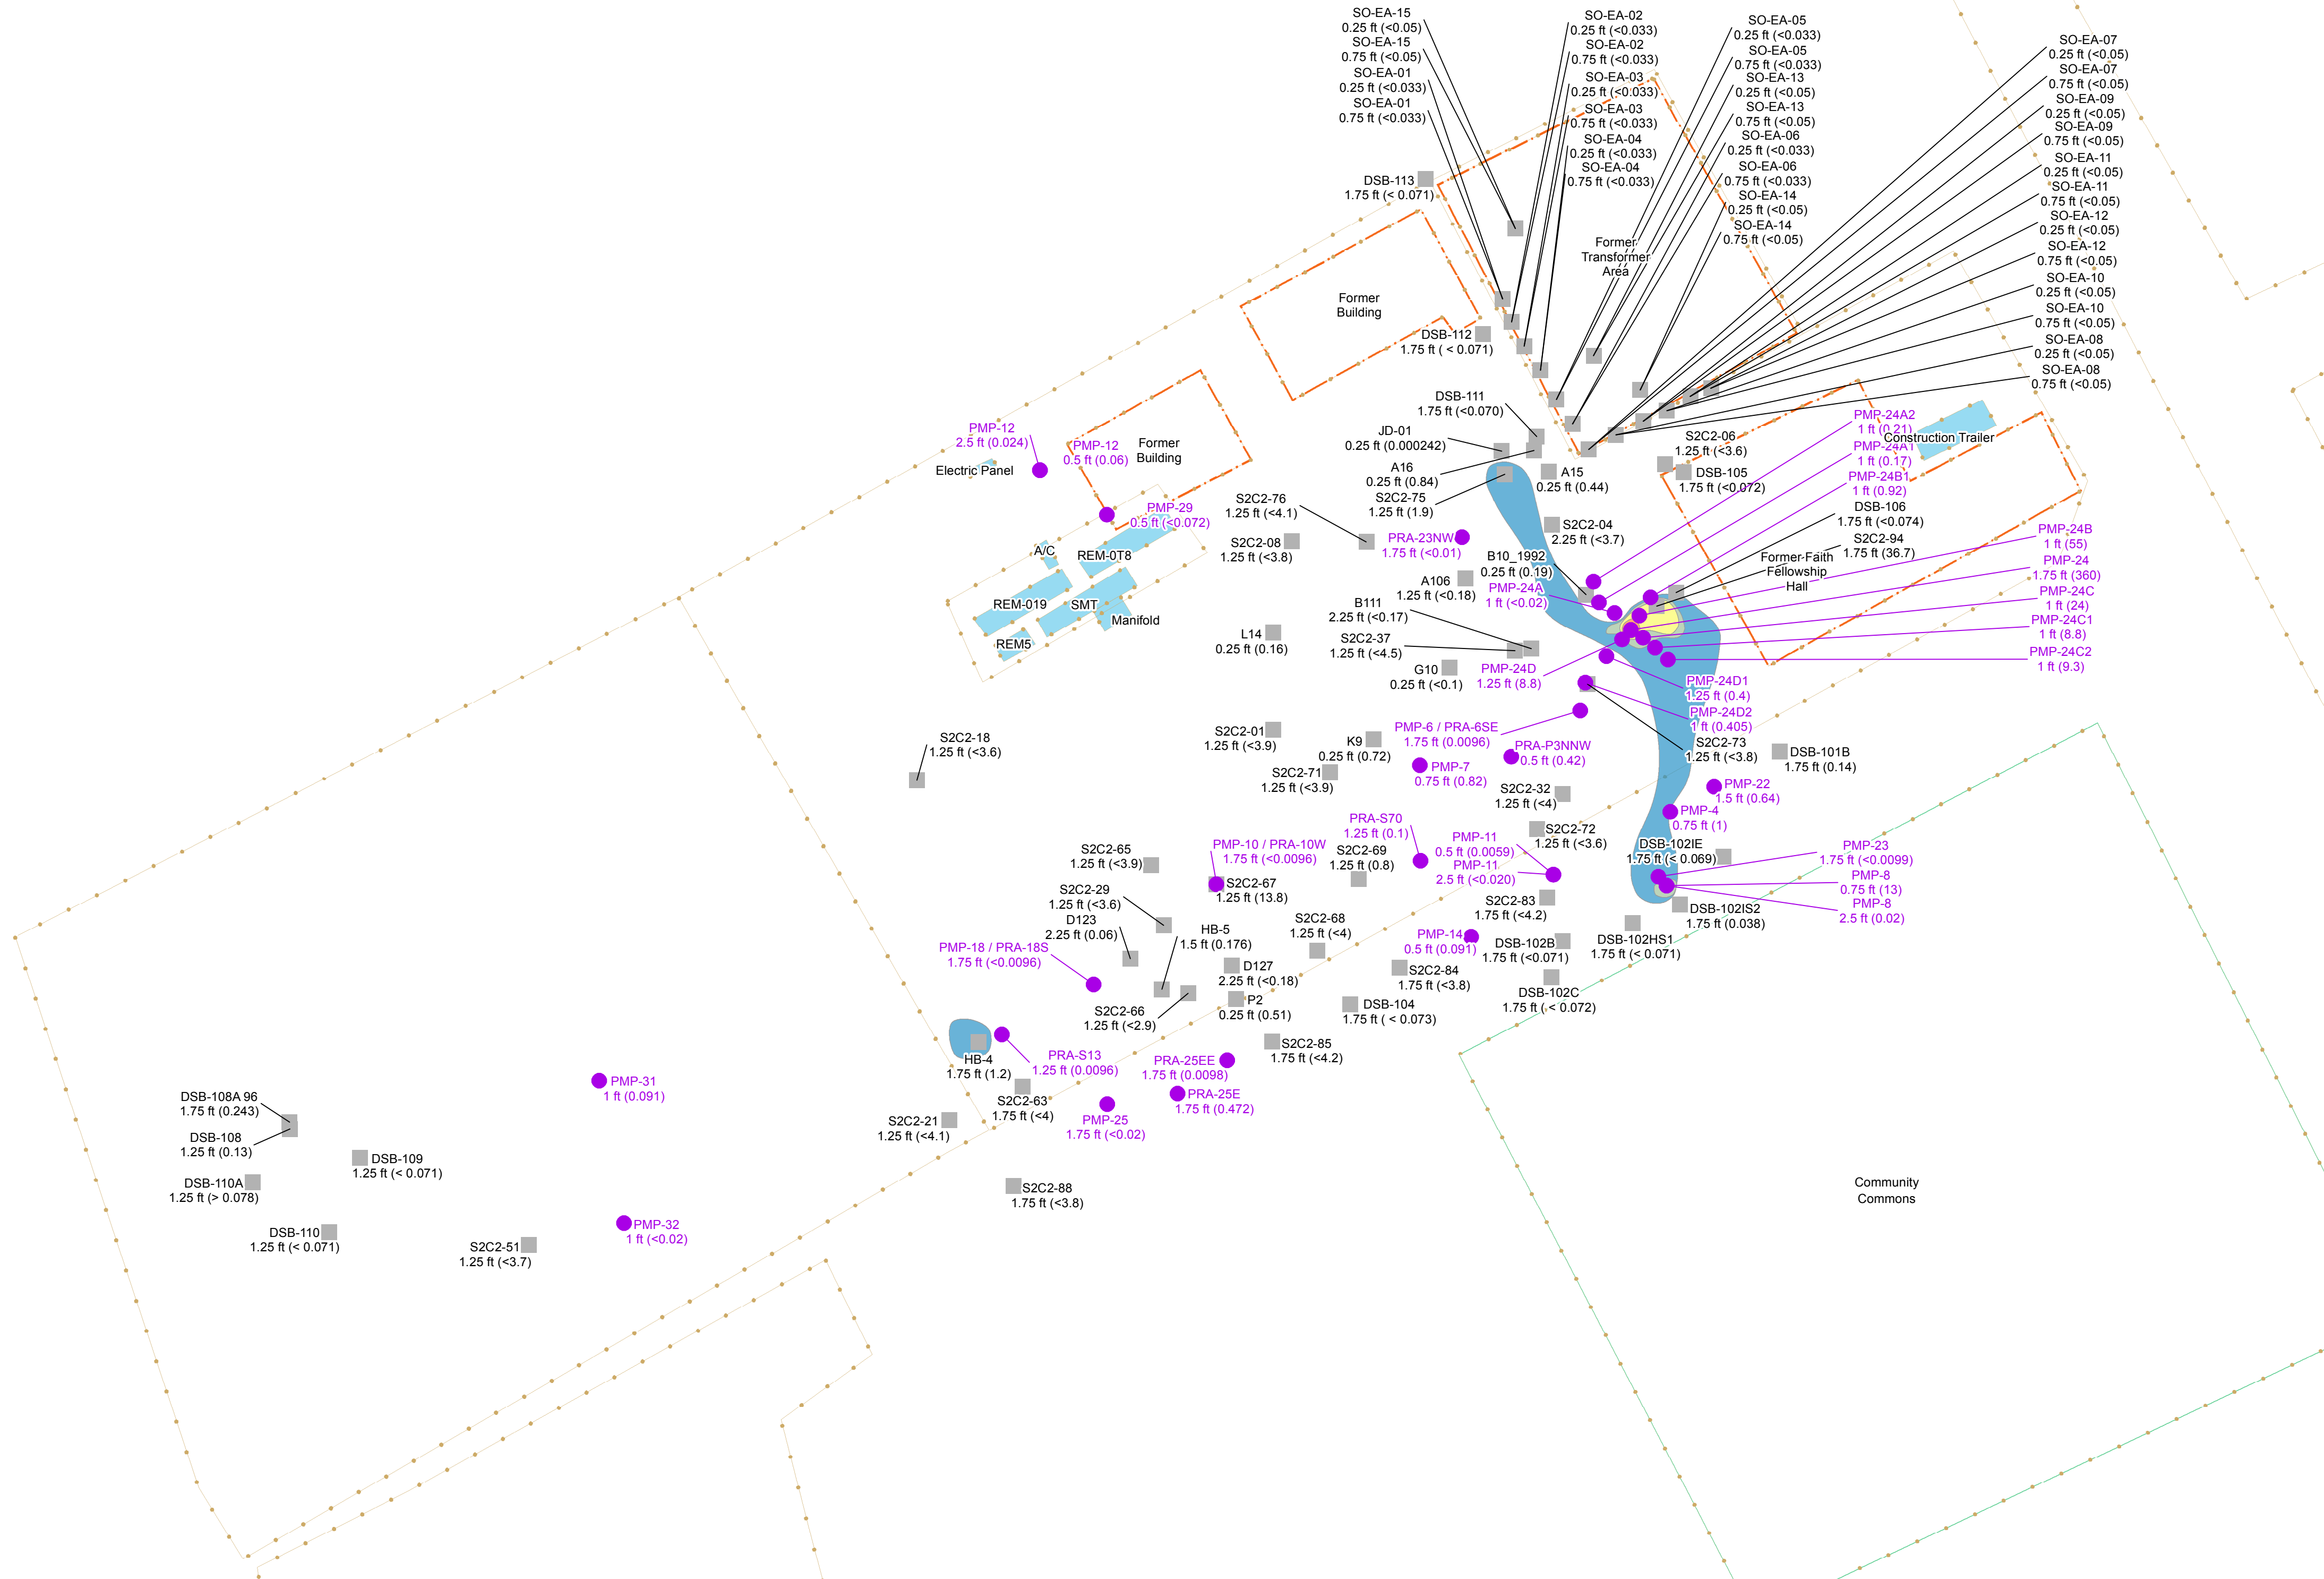 SO-EA-15
0.25 ft (<0.05)
SO-EA-15
0.75 ft (<0.05)
SO-EA-01
0.25 ft (<0.033)
SO-EA-01
0.75 ft (<0.033)
SO-EA-02
0.25 ft (<0.033)
SO-EA-02
0.75 ft (<0.033)
SO-EA-03
0.25 ft (<0.033)
SO-EA-03
0.75 ft (<0.033)
SO-EA-04
0.25 ft (<0.033)
SO-EA-04
0.75 ft (<0.033)
SO-EA-05
0.25 ft (<0.033)
SO-EA-05
0.75 ft (<0.033)
SO-EA-13
0.25 ft (<0.05)
SO-EA-13
0.75 ft (<0.05)
SO-EA-06
0.25 ft (<0.033)
SO-EA-06
0.75 ft (<0.033)
SO-EA-14
0.25 ft (<0.05)
SO-EA-14
0.75 ft (<0.05)
SO-EA-07
0.25 ft (<0.05)
SO-EA-07
0.75 ft (<0.05)
SO-EA-09
0.25 ft (<0.05)
SO-EA-09
0.75 ft (<0.05)
SO-EA-11
0.25 ft (<0.05)
SO-EA-11
0.75 ft (<0.05)
SO-EA-12
0.25 ft (<0.05)
SO-EA-12
0.75 ft (<0.05)
SO-EA-10
0.25 ft (<0.05)
SO-EA-10
0.75 ft (<0.05)
SO-EA-08
0.25 ft (<0.05)
SO-EA-08
0.75 ft (<0.05)
DSB-113
1.75 ft (< 0.071)
Former
Transformer
Area
Former
Building
DSB-112
1.75 ft ( < 0.071)
DSB-111
1.75 ft (<0.070)
JD-01
0.25 ft (0.000242)
A16
0.25 ft (0.84)
S2C2-75
1.25 ft (1.9)
A15
0.25 ft (0.44)
S2C2-06
1.25 ft (<3.6)
DSB-105
1.75 ft (<0.072)
PMP-24A2
1 ft (0.21)
PMP-24A1
1 ft (0.17)
PMP-24B1
1 ft (0.92)
Construction Trailer
DSB-106
1.75 ft (<0.074)
S2C2-94
1.75 ft (36.7)
Former Faith
Fellowship
Hall
PMP-24B
1 ft (55)
PMP-24
1.75 ft (360)
PMP-24C
1 ft (24)
PMP-24C1
1 ft (8.8)
PMP-24C2
1 ft (9.3)
PMP-12
2.5 ft (0.024)
PMP-12
0.5 ft (0.06)
Former
Building
Electric Panel
PMP-29
0.5 ft (<0.072)
A/C
REM-0T8
REM-019
SMT
Manifold
REM5
S2C2-76
1.25 ft (<4.1)
S2C2-08
1.25 ft (<3.8)
PRA-23NW
1.75 ft (<0.01)
S2C2-04
2.25 ft (<3.7)
B10_1992
0.25 ft (0.19)
A106
1.25 ft (<0.18)
PMP-24A
1 ft (<0.02)
B111
2.25 ft (<0.17)
L14
0.25 ft (0.16)
S2C2-37
1.25 ft (<4.5)
G10
0.25 ft (<0.1)
PMP-24D
1.25 ft (8.8)
PMP-24D1
1.25 ft (0.4)
PMP-24D2
1 ft (0.405)
S2C2-73
1.25 ft (<3.8)
PMP-6 / PRA-6SE
1.75 ft (0.0096)
S2C2-18
1.25 ft (<3.6)
S2C2-01
1.25 ft (<3.9)
K9
0.25 ft (0.72)
PRA-P3NNW
0.5 ft (0.42)
S2C2-71
1.25 ft (<3.9)
PMP-7
0.75 ft (0.82)
DSB-101B
1.75 ft (0.14)
S2C2-32
1.25 ft (<4)
PMP-22
1.5 ft (0.64)
PMP-4
0.75 ft (1)
PRA-S70
1.25 ft (0.1)
PMP-11
0.5 ft (0.0059)
PMP-11
2.5 ft (<0.020)
S2C2-72
1.25 ft (<3.6)
DSB-102IE
1.75 ft (< 0.069)
PMP-23
1.75 ft (<0.0099)
PMP-8
0.75 ft (13)
PMP-8
2.5 ft (0.02)
S2C2-65
1.25 ft (<3.9)
PMP-10 / PRA-10W
1.75 ft (<0.0096)
S2C2-69
1.25 ft (0.8)
S2C2-67
1.25 ft (13.8)
S2C2-29
1.25 ft (<3.6)
D123
2.25 ft (0.06)
HB-5
1.5 ft (0.176)
S2C2-68
1.25 ft (<4)
S2C2-83
1.75 ft (<4.2)
DSB-102IS2
1.75 ft (0.038)
PMP-14
0.5 ft (0.091)
DSB-102B
1.75 ft (<0.071)
DSB-102HS1
1.75 ft (< 0.071)
PMP-18 / PRA-18S
1.75 ft (<0.0096)
D127
2.25 ft (<0.18)
S2C2-84
1.75 ft (<3.8)
DSB-102C
1.75 ft ( < 0.072)
P2
0.25 ft (0.51)
DSB-104
1.75 ft ( < 0.073)
S2C2-66
1.25 ft (<2.9)
S2C2-85
1.75 ft (<4.2)
HB-4
1.75 ft (1.2)
PRA-S13
1.25 ft (0.0096)
PRA-25EE
1.75 ft (0.0098)
PRA-25E
1.75 ft (0.472)
PMP-31
1 ft (0.091)
S2C2-63
1.75 ft (<4)
PMP-25
1.75 ft (<0.02)
S2C2-21
1.25 ft (<4.1)
DSB-108A 96
1.75 ft (0.243)
DSB-108
1.25 ft (0.13)
DSB-109
1.25 ft (< 0.071)
DSB-110A
1.25 ft (> 0.078)
S2C2-88
1.75 ft (<3.8)
DSB-110
1.25 ft (< 0.071)
S2C2-51
1.25 ft (<3.7)
PMP-32
1 ft (<0.02)
Community
Commons